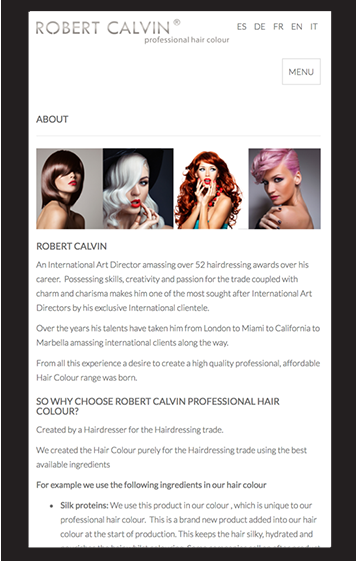 ROBERT CALVIN®
professional hair colour
ES DE FR EN IT
MENU
ABOUT
ROBERT CALVIN
An International Art Director amassing over 52 hairdressing awards over his
career. Possessing skills, creativity and passion for the trade coupled with
charm and charisma makes him one of the most sought after International Art
Directors by his exclusive International clientele.
Over the years his talents have taken him from London to Miami to California to
Marbella amassing international clients along the way.
From all this experience a desire to create a high quality professional, affordable
Hair Colour range was born.
SO WHY CHOOSE ROBERT CALVIN PROFESSIONAL HAIR
COLOUR?
Created by a Hairdresser for the Hairdressing trade.
We created the Hair Colour purely for the Hairdressing trade using the best
available ingredients
For example we use the following ingredients in our hair colour
• Silk proteins: We use this product in our colour , which is unique to our
professional hair colour. This is a brand new product added into our hair
colour at the start of production. This keeps the hair silky, hydrated and